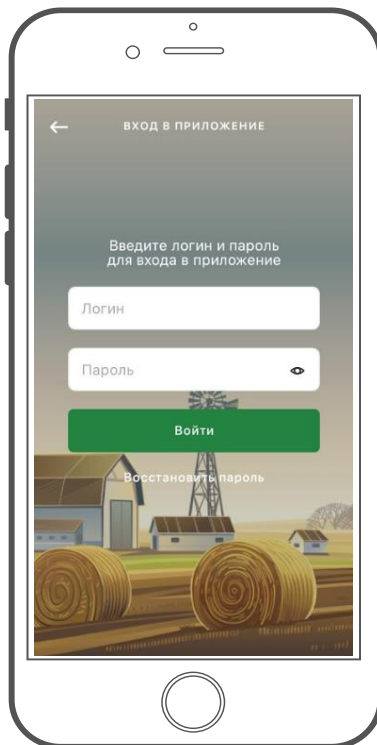 ВХОД В ПРИЛОЖЕНИЕ
Введите логин и пароль
для входа в приложение
Логин
Пароль
Войти
Восстановить пароль